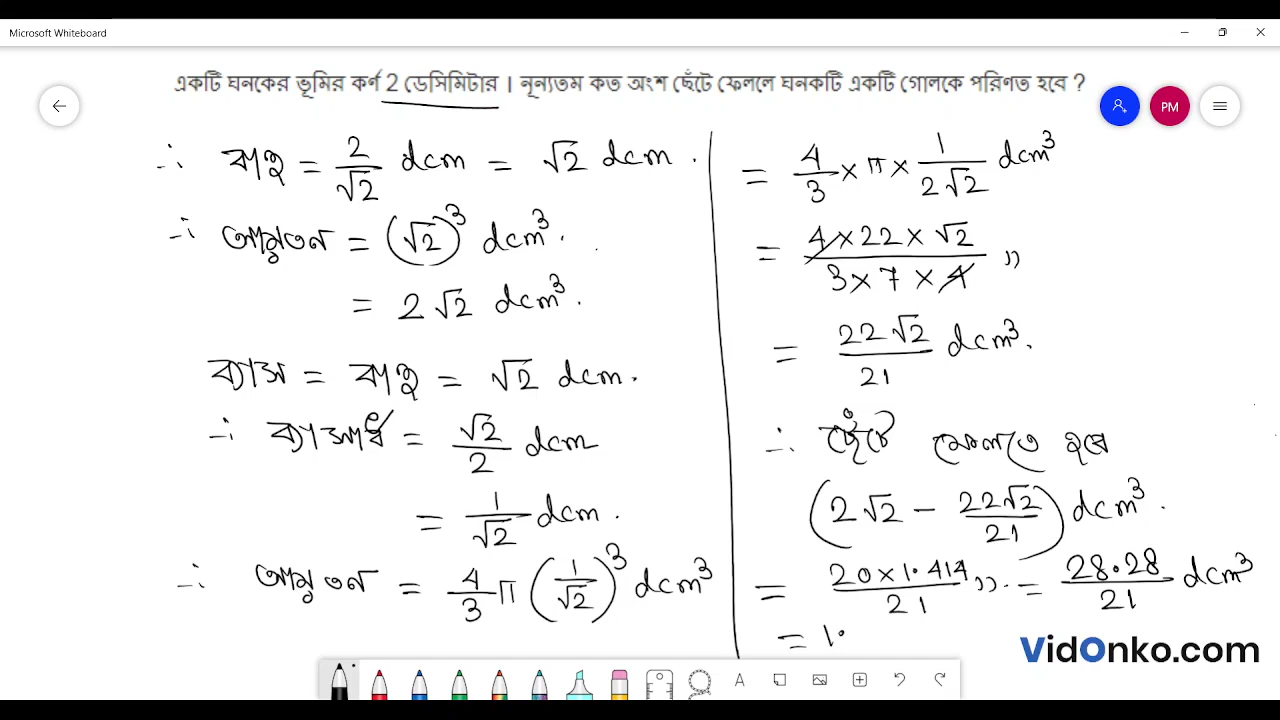 Microsoft Whiteboard
একটি ঘনকের ভূমির কর্ণ 2 ডেসিমিটার । নূন্যতম কত অংশ ছেঁটে ফেললে ঘনকটি একটি গোলকে পরিণত হবে ?
PM
∴ বাহু = 2/√2 dcm = √2 dcm .
∴ আয়তন = (√2)³ dcm³.
= 2√2 dcm³.
ব্যাস = বাহু = √2 dcm.
∴ ব্যাসার্ধ = √2/2 dcm
= 1/√2 dcm .
∴ আয়তন = 4/3 π (1/√2)³ dcm³
= 4/3 × π × 1/2√2 dcm³
= 4×22×√2/3×7×4 ,,
= 22√2/21 dcm³.
∴ ছেঁটে ফেলতে হবে
(2√2 − 22√2/21) dcm³.
= 20×1.414/21 ,, . = 28.28/21 dcm³
= 1.
VidOnko.com
A